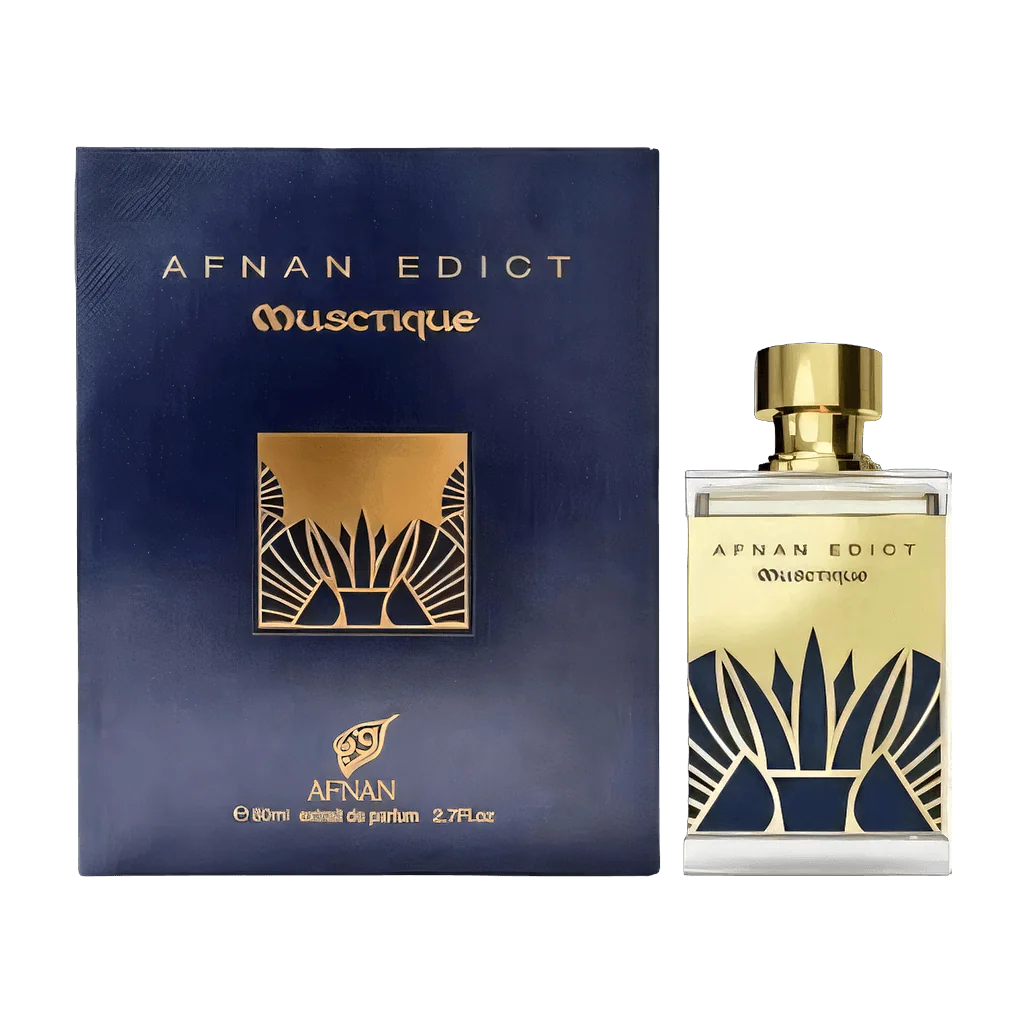 AFNAN EDICT
Musctique
AFNAN
℮ 80ml extrait de parfum 2.7Fl.oz
AFNAN EDICT
Musctique